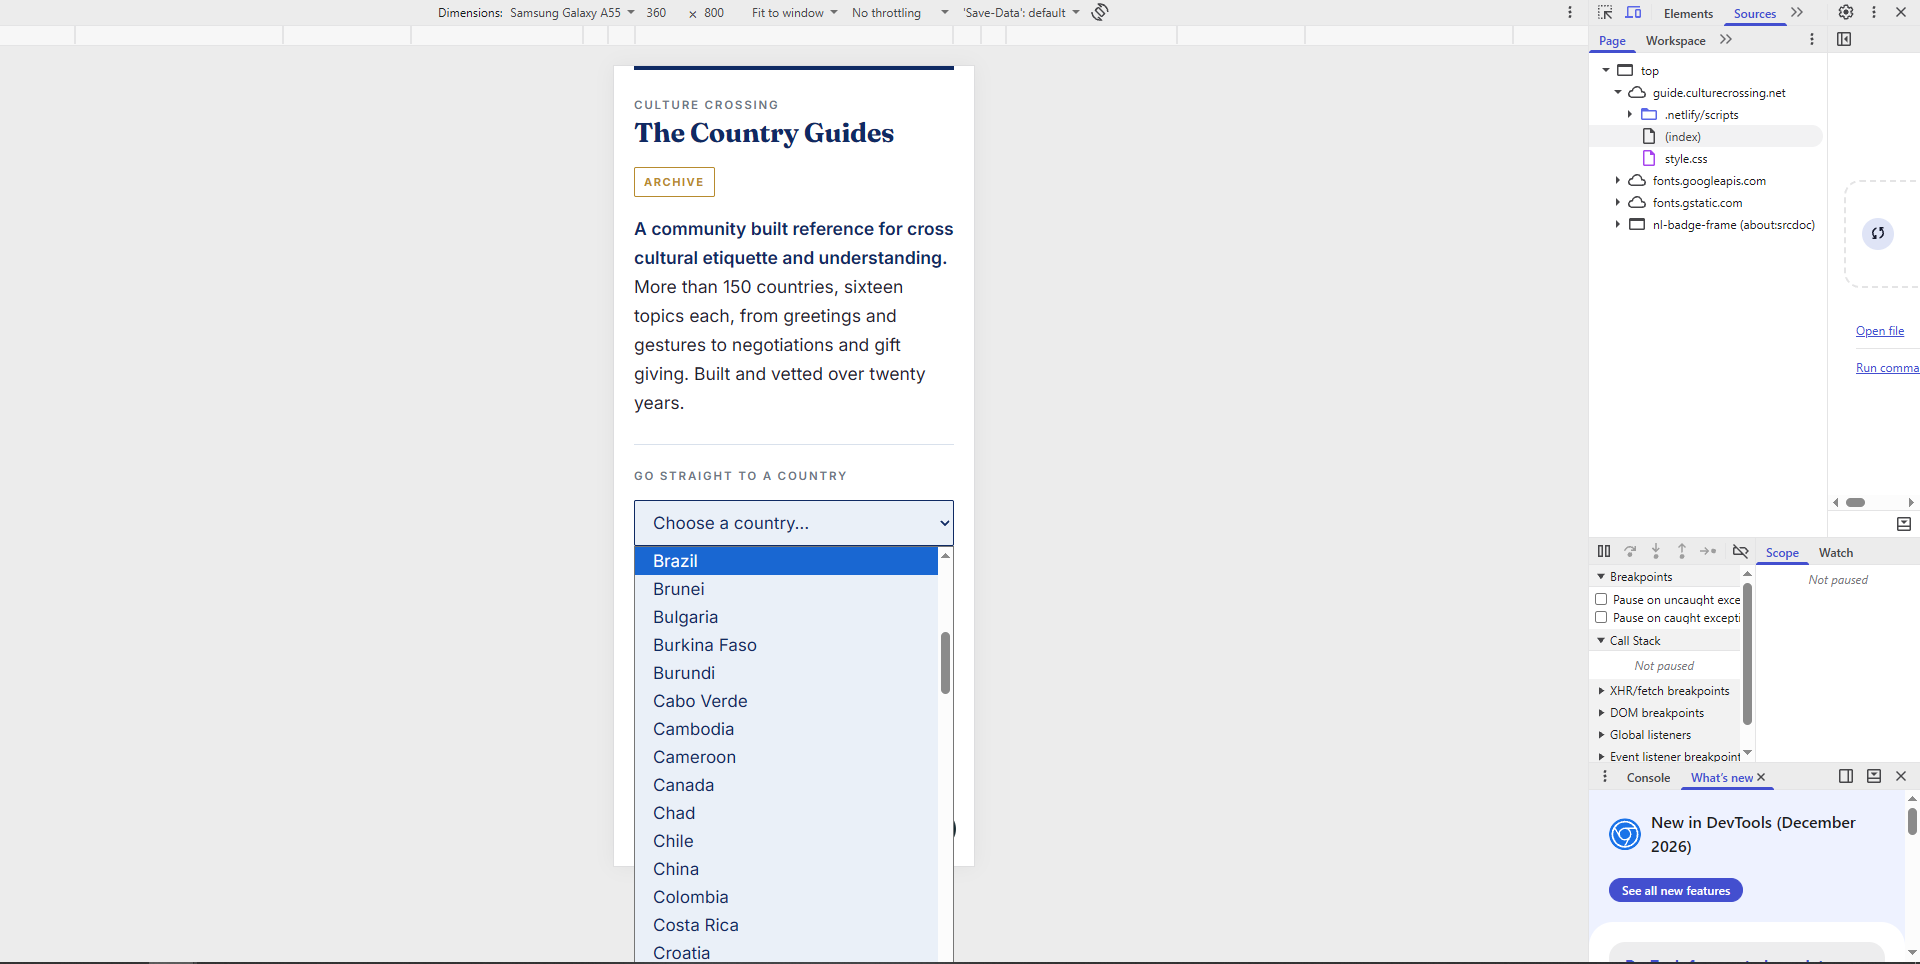 Dimensions: Samsung Galaxy A55 360 × 800 Fit to window No throttling 'Save-Data': default
CULTURE CROSSING
The Country Guides
ARCHIVE
A community built reference for cross
cultural etiquette and understanding.
More than 150 countries, sixteen
topics each, from greetings and
gestures to negotiations and gift
giving. Built and vetted over twenty
years.
GO STRAIGHT TO A COUNTRY
Choose a country...
Brazil
Brunei
Bulgaria
Burkina Faso
Burundi
Cabo Verde
Cambodia
Cameroon
Canada
Chad
Chile
China
Colombia
Costa Rica
Croatia
Elements Sources
Page Workspace
top
guide.culturecrossing.net
.netlify/scripts
(index)
style.css
fonts.googleapis.com
fonts.gstatic.com
nl-badge-frame (about:srcdoc)
Open file
Run comma
Scope Watch
Breakpoints
Not paused
Pause on uncaught exce
Pause on caught excepti
Call Stack
Not paused
XHR/fetch breakpoints
DOM breakpoints
Global listeners
Event listener breakpoint
Console What's new
New in DevTools (December
2026)
See all new features